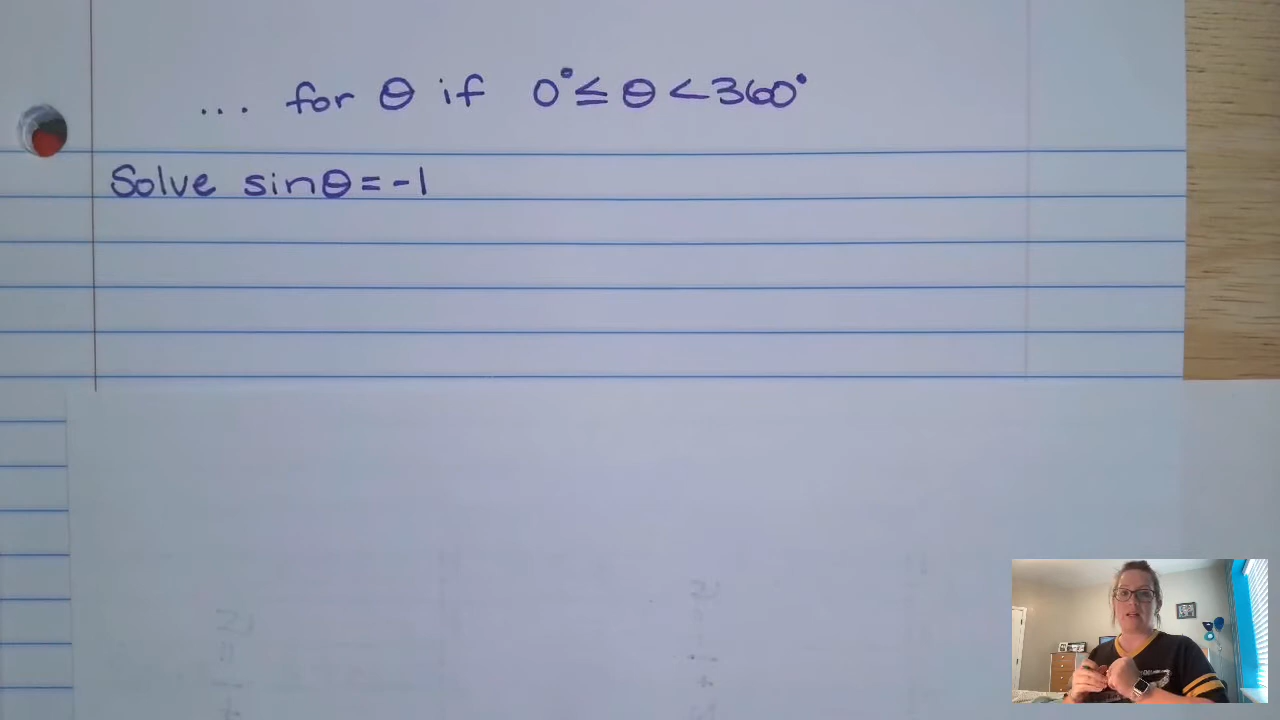 ... for θ if 0° ≤ θ < 360°
Solve sinθ = -1